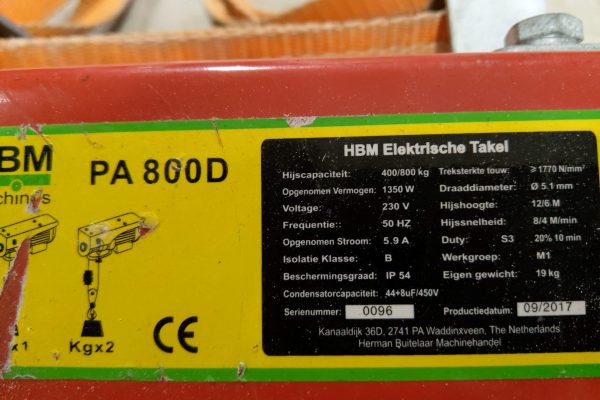 HBM
PA 800D
x1
Kgx2
CE
HBM Elektrische Takel
Hijscapaciteit: 400/800 kg Treksterkte touw: ≥1770 N/mm²
Opgenomen Vermogen: 1350 W Draaddiameter: Ø 5.1 mm
Voltage: 230 V Hijshoogte: 12/6 M
Frequentie:: 50 HZ Hijssnelheid: 8/4 M/min
Opgenomen Stroom: 5.9 A Duty: S3 20% 10 min
Isolatie Klasse: B Werkgroep: M1
Beschermingsgraad: IP 54 Eigen gewicht: 19 kg
Condensatorcapiciteit: 44+8uF/450V
Serienummer: 0096 Productiedatum: 09/2017
Kanaaldijk 36D, 2741 PA Waddinxveen, The Netherlands
Herman Buitelaar Machinehandel